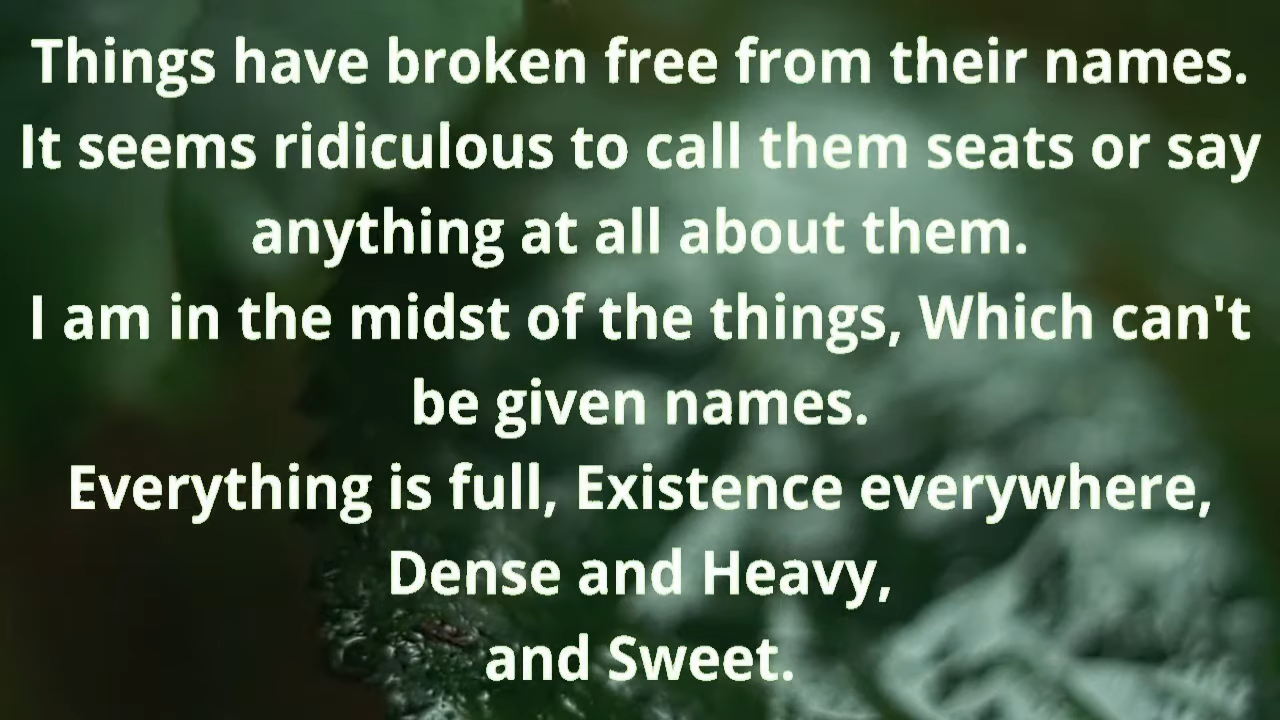 Things have broken free from their names.
It seems ridiculous to call them seats or say
anything at all about them.
I am in the midst of the things, Which can't
be given names.
Everything is full, Existence everywhere,
Dense and Heavy,
and Sweet.